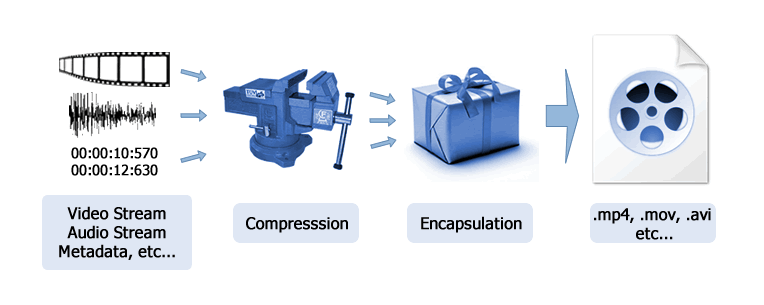 00:00:10:570
00:00:12:630
Video Stream
Audio Stream
Metadata, etc...
Compresssion
Encapsulation
.mp4, .mov, .avi
etc...